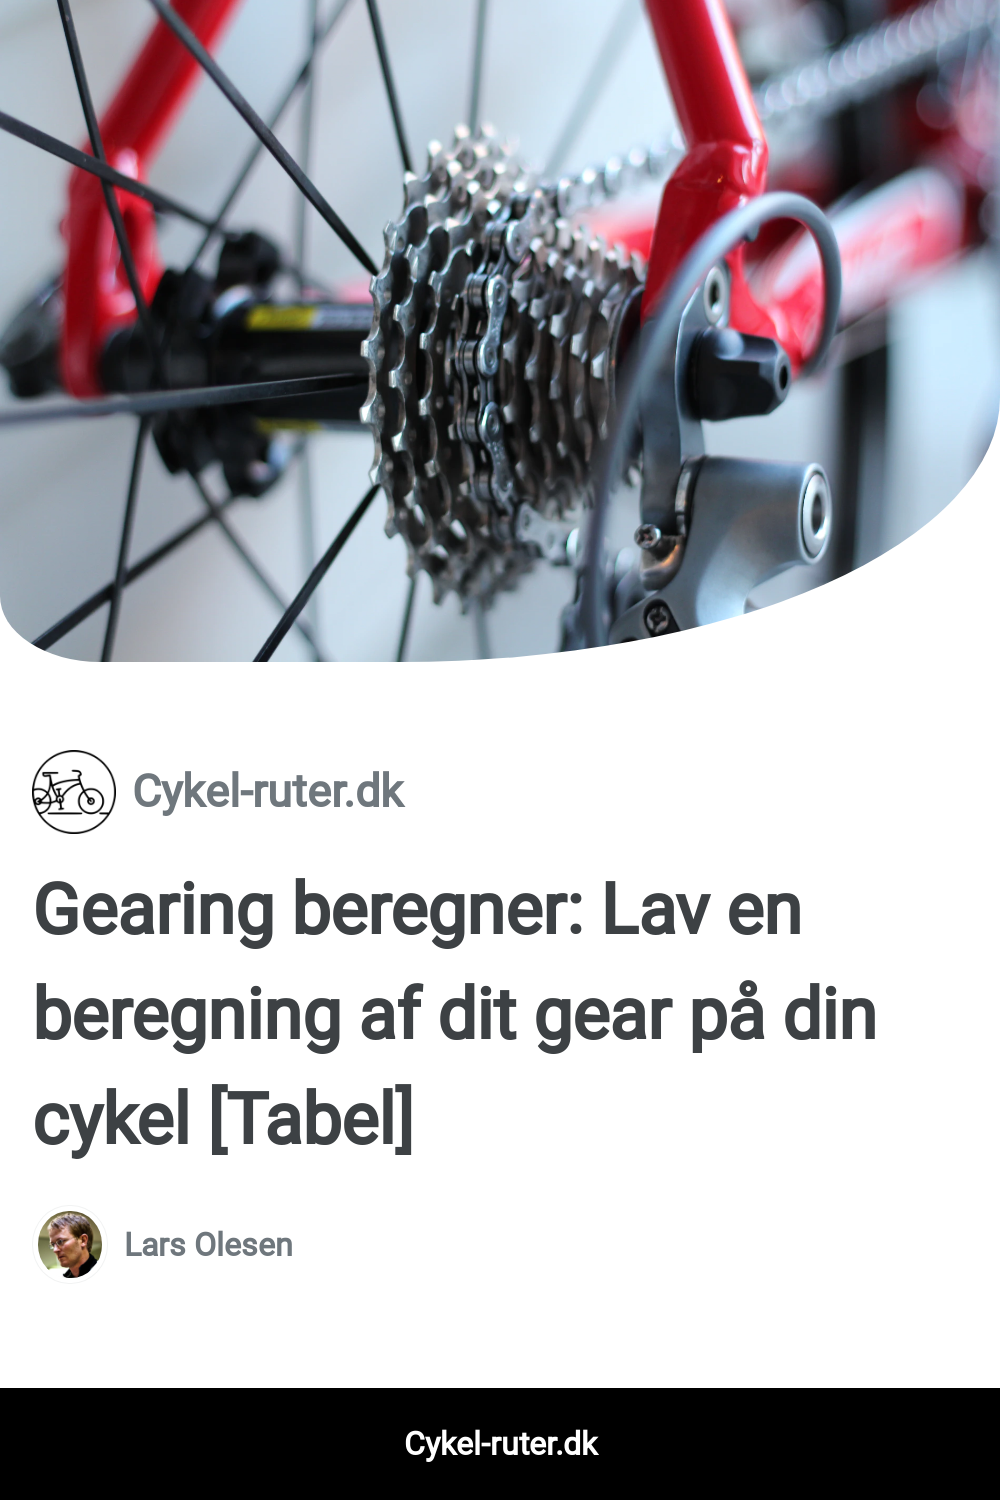 Cykel-ruter.dk
Gearing beregner: Lav en
beregning af dit gear på din
cykel [Tabel]
Lars Olesen
Cykel-ruter.dk